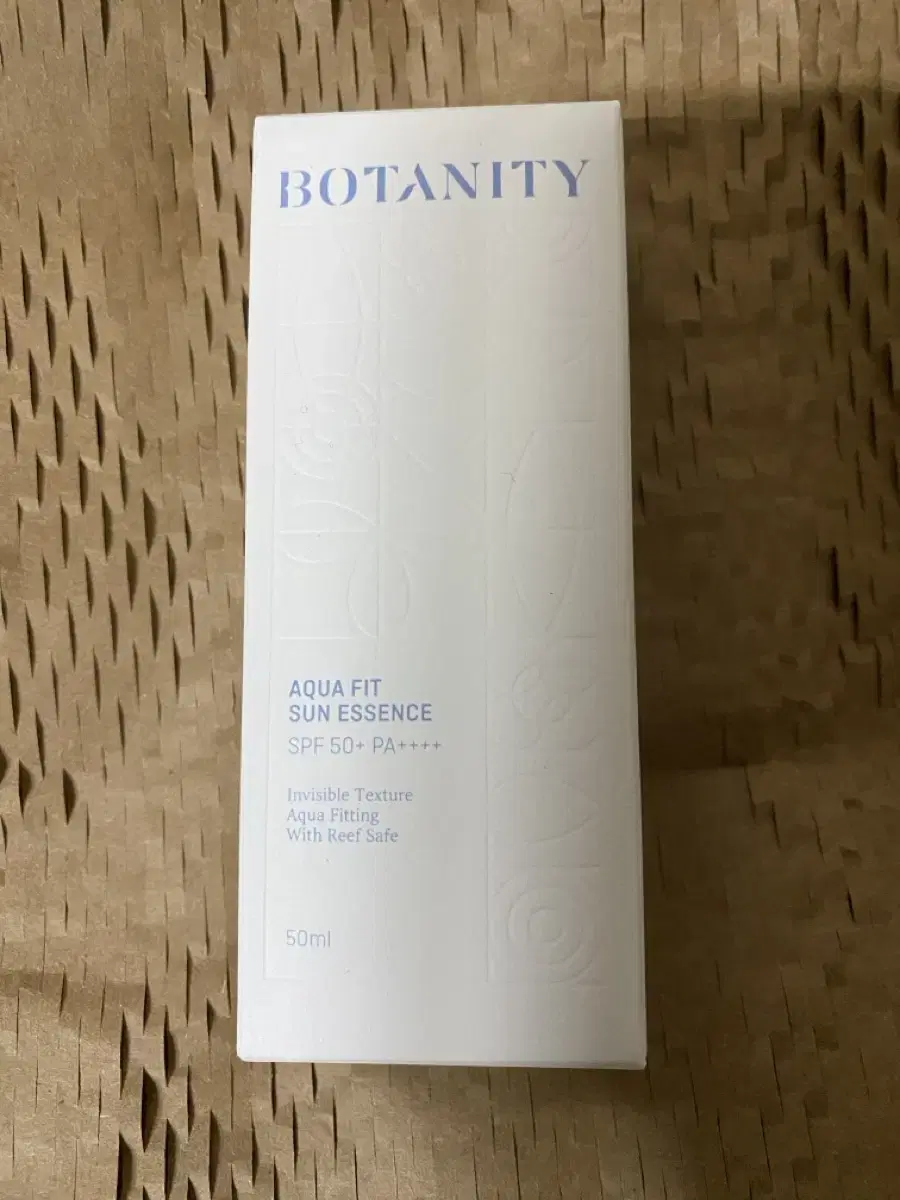 BOTANITY
AQUA FIT
SUN ESSENCE
SPF 50+ PA++++
Invisible Texture
Aqua Fitting
With Reef Safe
50ml